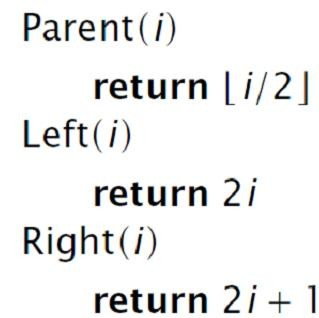 Parent(i)
return ⌊i/2⌋
Left(i)
return 2i
Right(i)
return 2i + 1